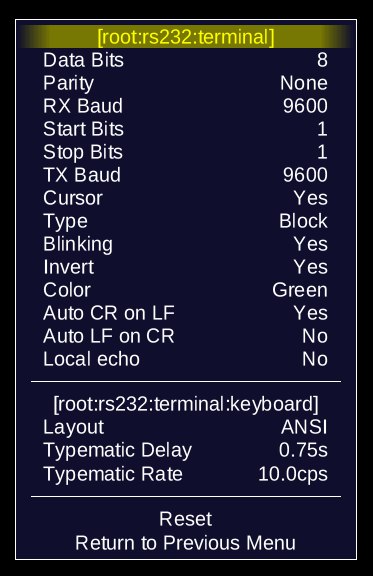 [root:rs232:terminal]
Data Bits 8
Parity None
RX Baud 9600
Start Bits 1
Stop Bits 1
TX Baud 9600
Cursor Yes
Type Block
Blinking Yes
Invert Yes
Color Green
Auto CR on LF Yes
Auto LF on CR No
Local echo No
[root:rs232:terminal:keyboard]
Layout ANSI
Typematic Delay 0.75s
Typematic Rate 10.0cps
Reset
Return to Previous Menu